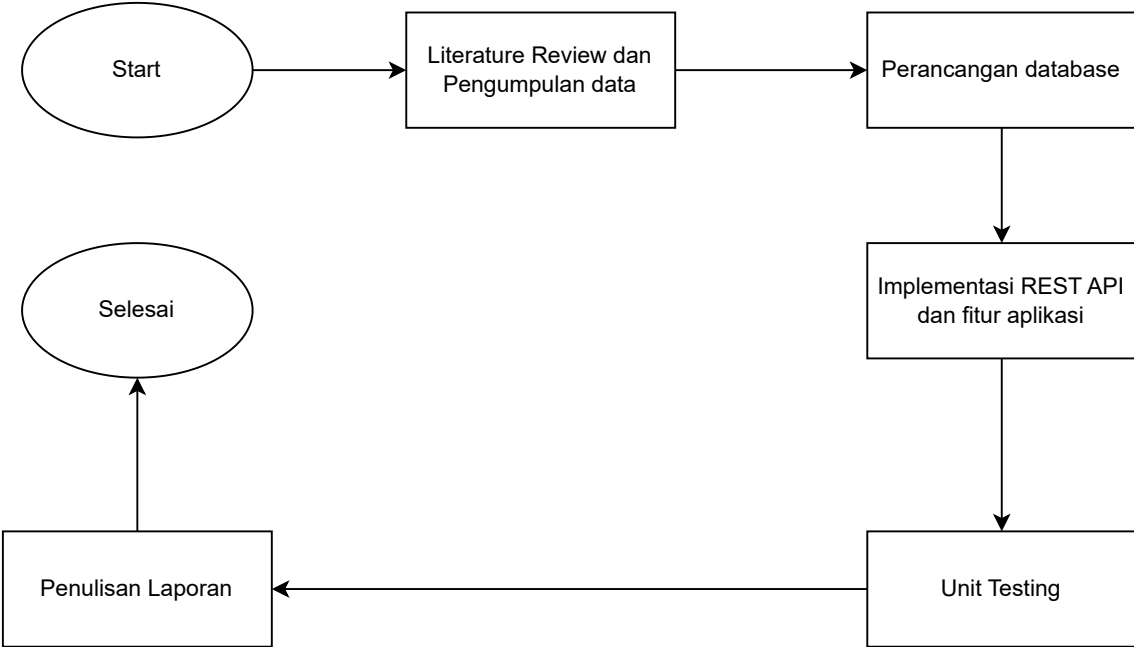 Start
Literature Review dan
Pengumpulan data
Perancangan database
Implementasi REST API
dan fitur aplikasi
Unit Testing
Penulisan Laporan
Selesai